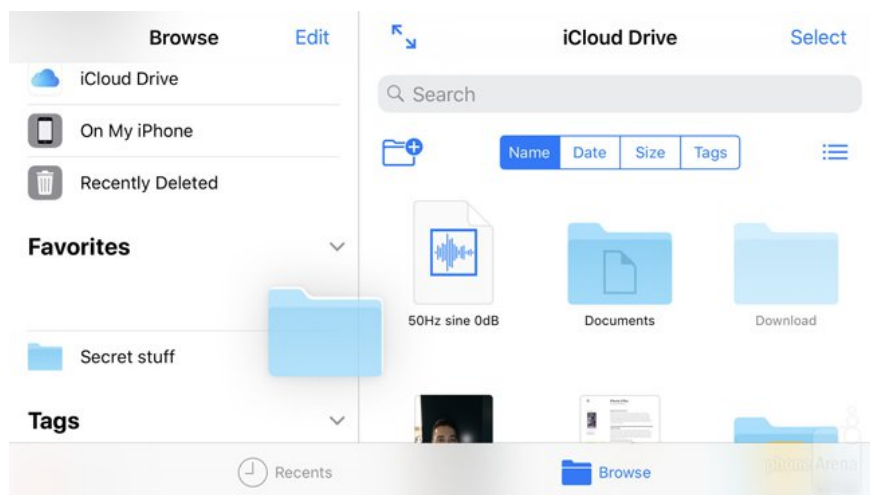 Browse
Edit
iCloud Drive
On My iPhone
Recently Deleted
Favorites
Secret stuff
Tags
iCloud Drive
Select
Search
Name
Date
Size
Tags
50Hz sine 0dB
Documents
Download
Recents
Browse
phoneArena